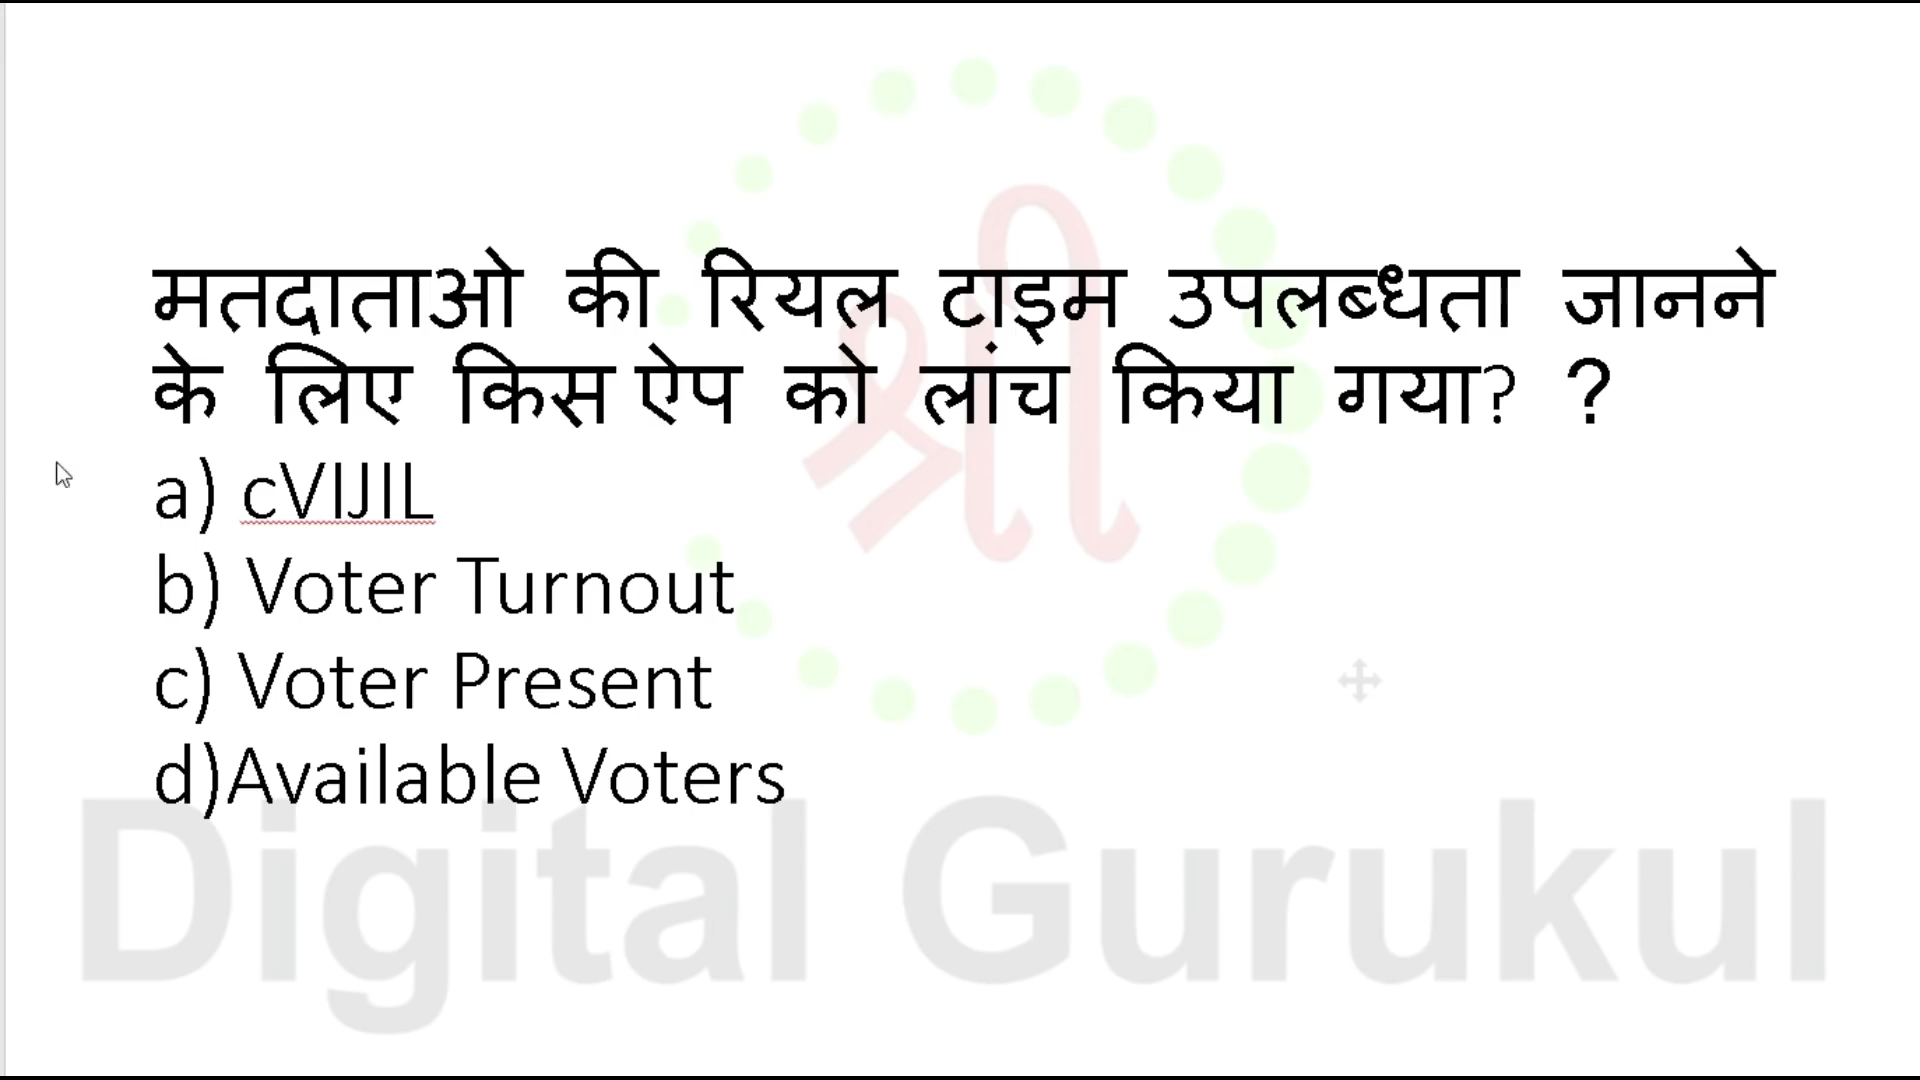 मतदाताओ की रियल टाइम उपलब्धता जानने
के लिए किस ऐप को लांच किया गया? ?
a) cVIJIL
b) Voter Turnout
c) Voter Present
d)Available Voters
श्री
Digital Gurukul